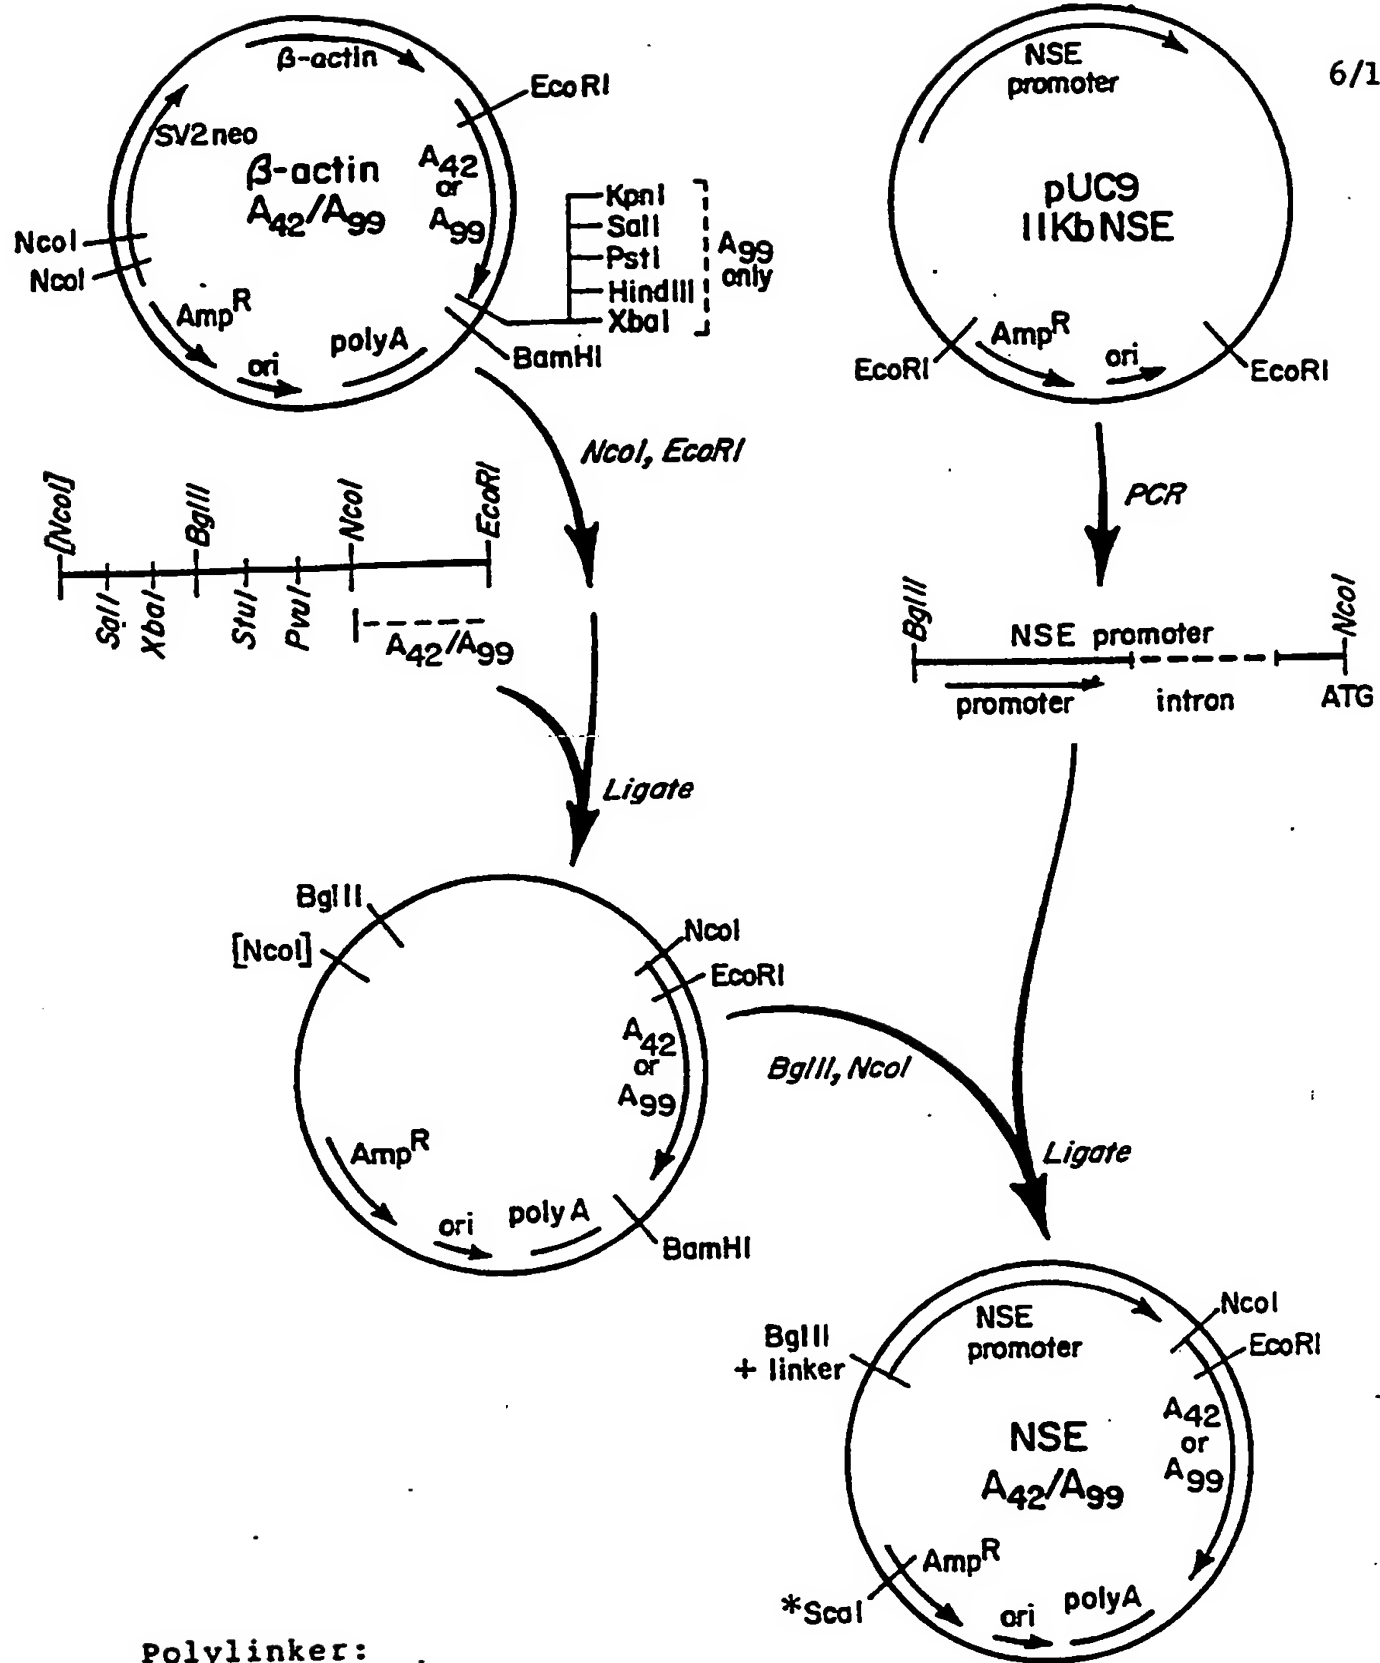 β-actin
EcoRI
SV2neo
β-actin
A42/A99
A42
or
A99
KpnI
SalI
PstI
HindIII
XbaI
A99
only
NcoI
NcoI
AmpR
ori
polyA
BamHI
6/1
NSE
promoter
pUC9
11KbNSE
AmpR
ori
EcoRI
EcoRI
NcoI, EcoRI
PCR
[NcoI]
BglII
NcoI
EcoRI
SalI
XbaI
StuI
PvuI
A42/A99
BglII
NcoI
NSE promoter
promoter
intron
ATG
Ligate
BglII
[NcoI]
NcoI
EcoRI
A42
or
A99
AmpR
ori
poly A
BamHI
BglII, NcoI
Ligate
BglII
+ linker
NSE
promoter
NcoI
EcoRI
A42
or
A99
NSE
A42/A99
AmpR
*ScaI
ori
polyA
Polylinker: